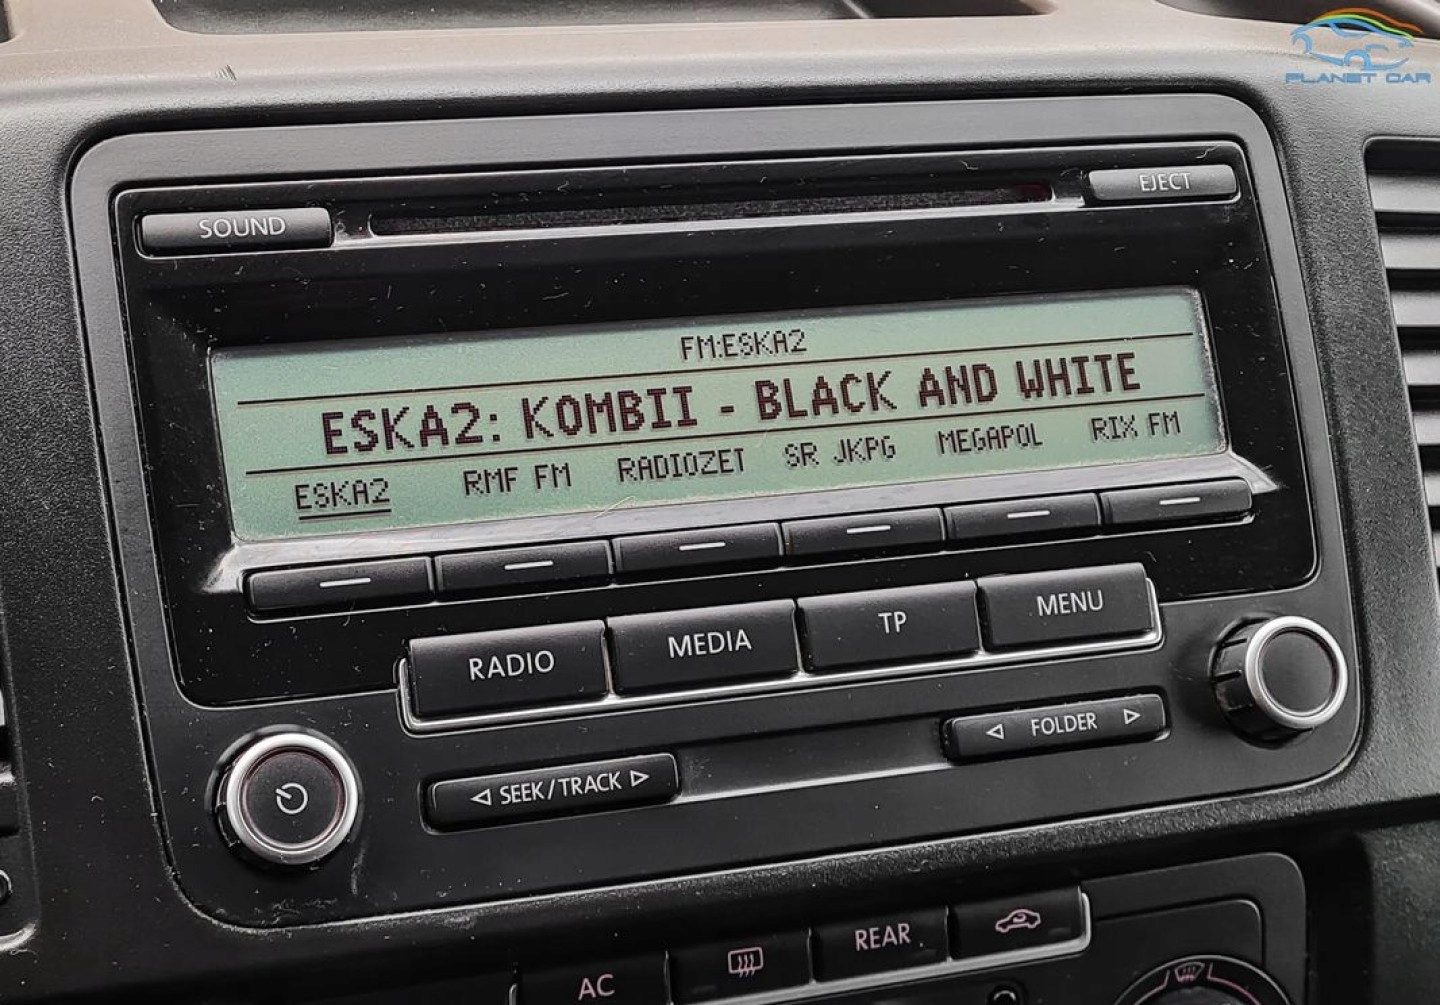 PLANET CAR
SOUND
EJECT
FM:ESKA2
ESKA2: KOMBII - BLACK AND WHITE
ESKA2 RMF FM RADIOZET SR JKPG MEGAPOL RIX FM
RADIO MEDIA TP MENU
SEEK/TRACK
FOLDER
AC
REAR